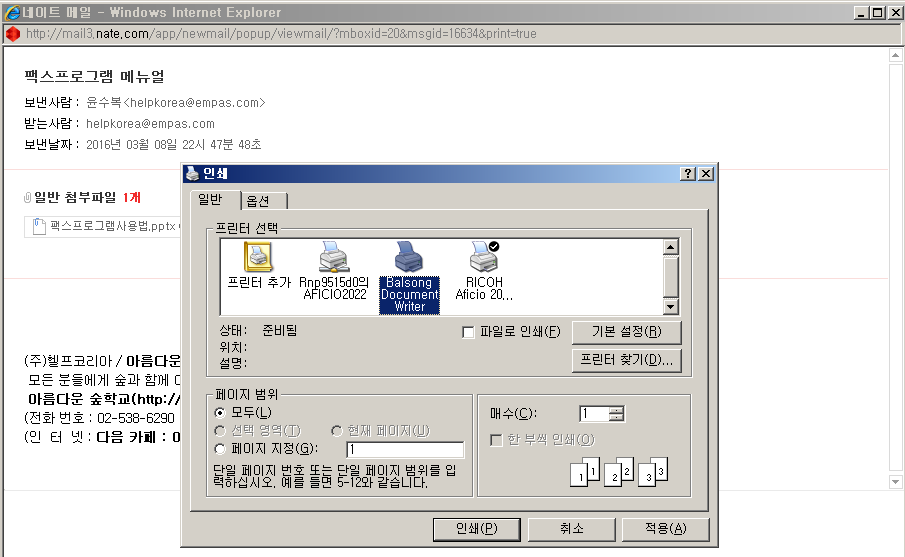 네이트 메일 - Windows Internet Explorer
http://mail3.nate.com/app/newmail/popup/viewmail/?mboxid=20&msgid=16634&print=true
팩스프로그램 메뉴얼
보낸사람 : 윤수복<helpkorea@empas.com>
받는사람 : helpkorea@empas.com
보낸날짜 : 2016년 03월 08일 22시 47분 48초
일반 첨부파일 1개
팩스프로그램사용법.pptx
(주)헬프코리아 / 아름다운
모든 분들에게 숲과 함께
아름다운 숲학교(http://
(전화 번호 : 02-538-6290
(인 터 넷 : 다음 카페 :
인쇄
일반 옵션
프린터 선택
프린터 추가
Rnp9515d0의 AFICIO2022
Balsong Document Writer
RICOH Aficio 20,,,
상태: 준비됨
위치:
설명:
파일로 인쇄(F)
기본 설정(R)
프린터 찾기(D)...
페이지 범위
모두(L)
선택 영역(T) 현재 페이지(U)
페이지 지정(G): 1
단일 페이지 번호 또는 단일 페이지 범위를 입
력하십시오. 예를 들면 5-12와 같습니다.
매수(C): 1
한 부씩 인쇄(O)
1 1 2 2 3 3
인쇄(P) 취소 적용(A)